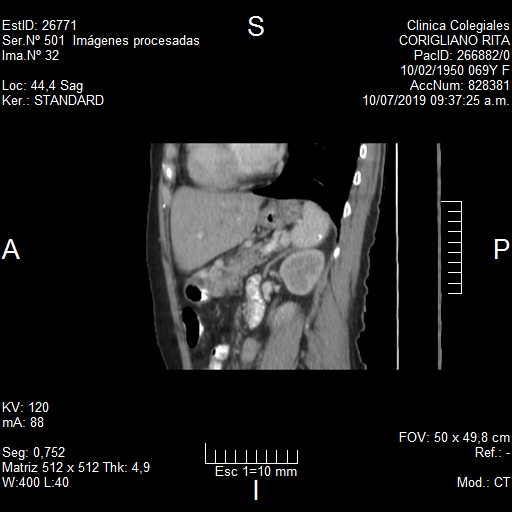 EstID: 26771
Ser.Nº 501 Imágenes procesadas
Ima.Nº 32
Loc: 44,4 Sag
Ker.: STANDARD
S
Clinica Colegiales
CORIGLIANO RITA
PacID: 266882/0
10/02/1950 069Y F
AccNum: 828381
10/07/2019 09:37:25 a.m.
A
P
KV: 120
mA: 88
Seg: 0,752
Matriz 512 x 512 Thk: 4,9
W:400 L:40
Esc 1=10 mm
I
FOV: 50 x 49,8 cm
Ref.: -
Mod.: CT